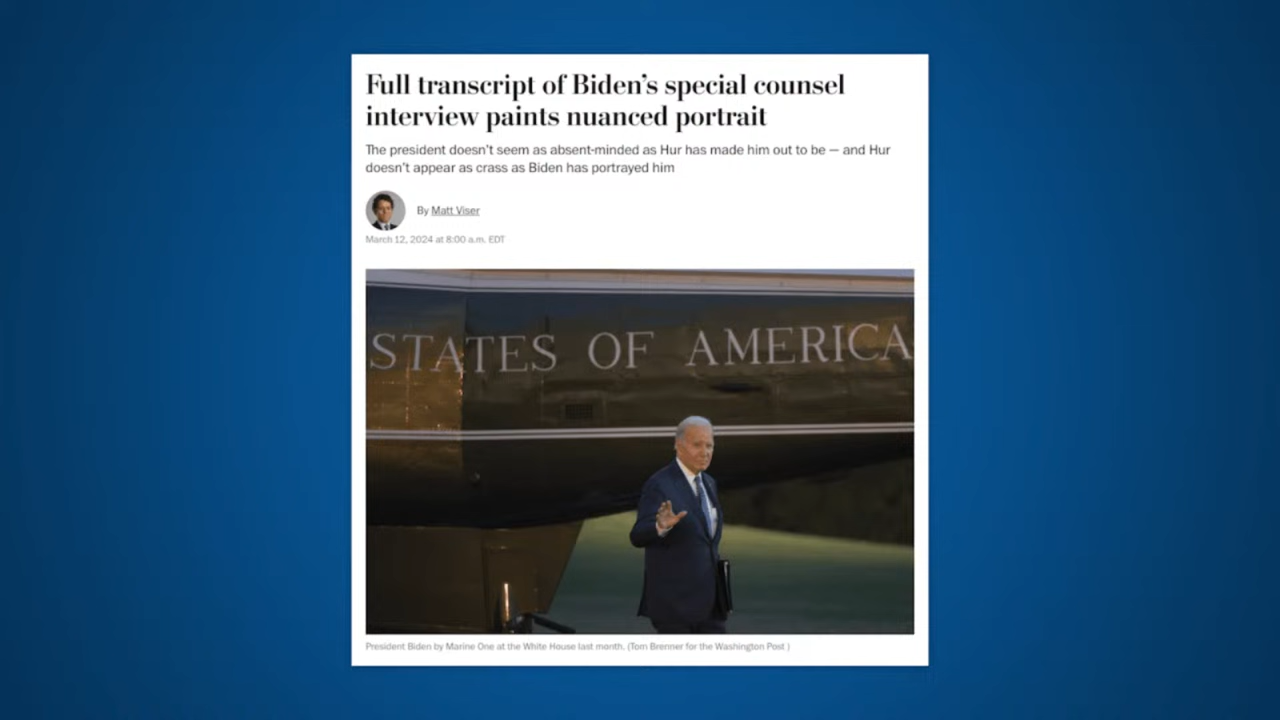 Full transcript of Biden's special counsel
interview paints nuanced portrait
The president doesn't seem as absent-minded as Hur has made him out to be — and Hur
doesn't appear as crass as Biden has portrayed him
By Matt Viser
March 12, 2024 at 8:00 a.m. EDT
STATES OF AMERICA
President Biden by Marine One at the White House last month. (Tom Brenner for the Washington Post )